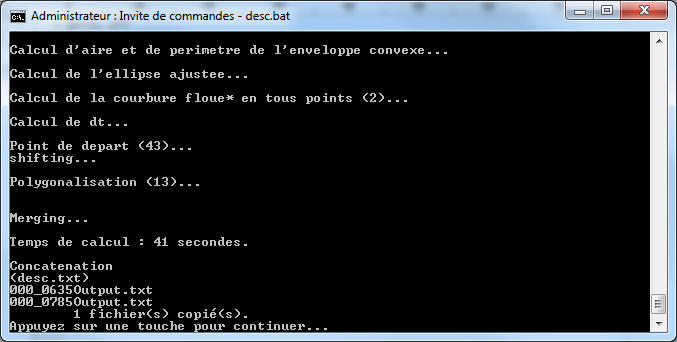 Administrateur : Invite de commandes - desc.bat
Calcul d'aire et de perimetre de l'enveloppe convexe...
Calcul de l'ellipse ajustee...
Calcul de la courbure floue* en tous points (2)...
Calcul de dt...
Point de depart (43)...
shifting...
Polygonalisation (13)...
Merging...
Temps de calcul : 41 secondes.
Concatenation
(desc.txt)
000_0635Output.txt
000_0785Output.txt
1 fichier(s) copié(s).
Appuyez sur une touche pour continuer...